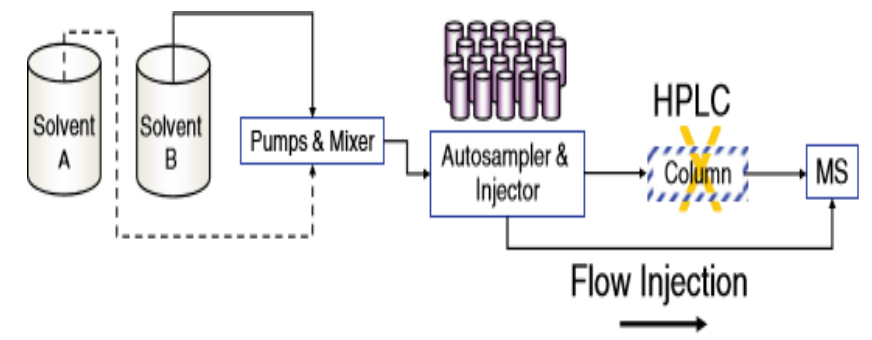 Solvent
A
Solvent
B
Pumps & Mixer
Autosampler &
Injector
HPLC
Column
MS
Flow Injection